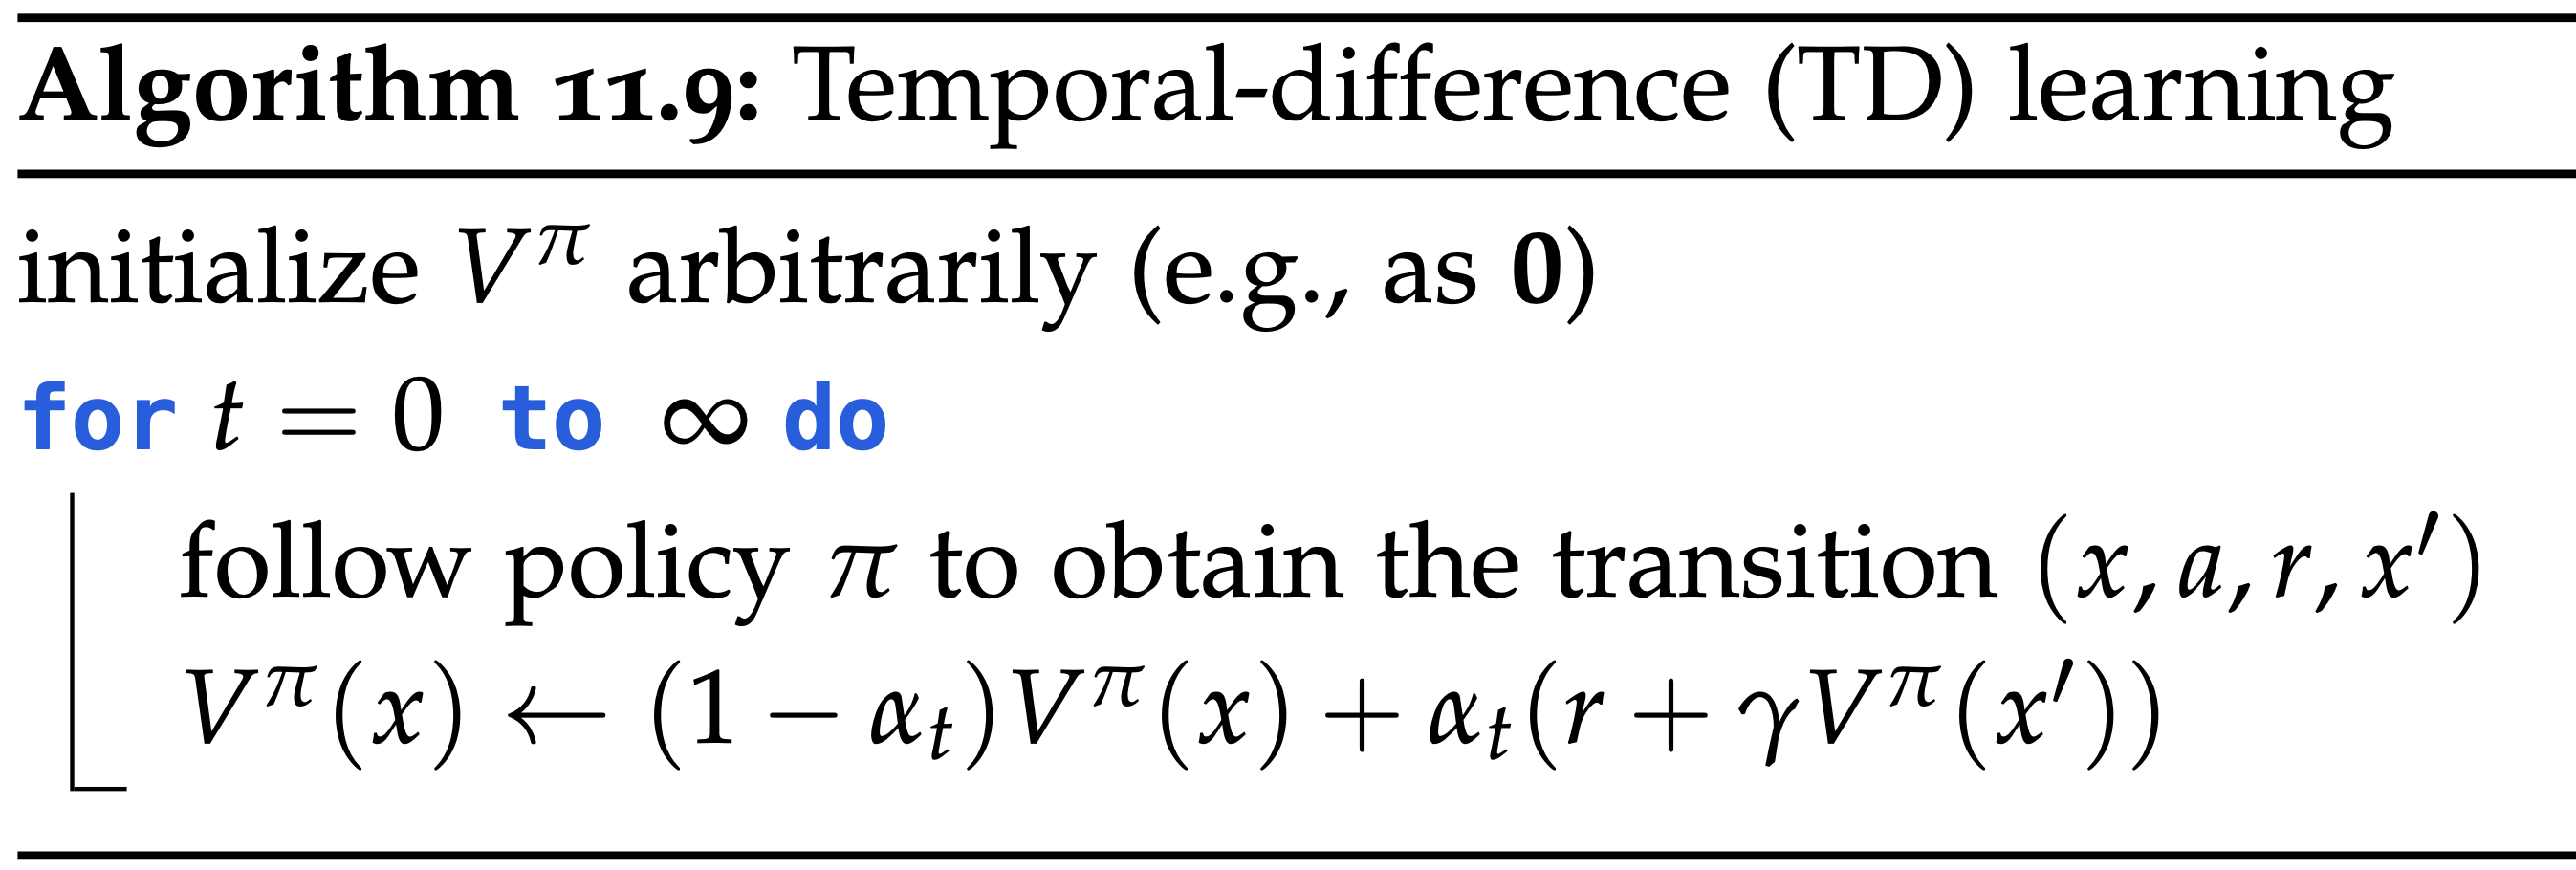 Algorithm 11.9: Temporal-difference (TD) learning
initialize V^π arbitrarily (e.g., as 0)
for t = 0 to ∞ do
follow policy π to obtain the transition (x, a, r, x′)
V^π(x) ← (1 − α_t)V^π(x) + α_t(r + γV^π(x′))